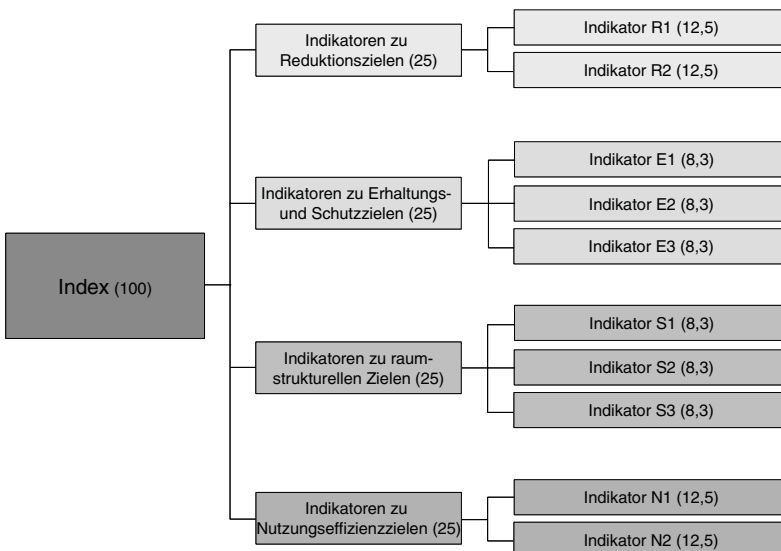 Index (100)
Indikatoren zu
Reduktionszielen (25)
Indikator R1 (12,5)
Indikator R2 (12,5)
Indikatoren zu Erhaltungs-
und Schutzzielen (25)
Indikator E1 (8,3)
Indikator E2 (8,3)
Indikator E3 (8,3)
Indikatoren zu raum-
strukturellen Zielen (25)
Indikator S1 (8,3)
Indikator S2 (8,3)
Indikator S3 (8,3)
Indikatoren zu
Nutzungseffizienzzielen (25)
Indikator N1 (12,5)
Indikator N2 (12,5)